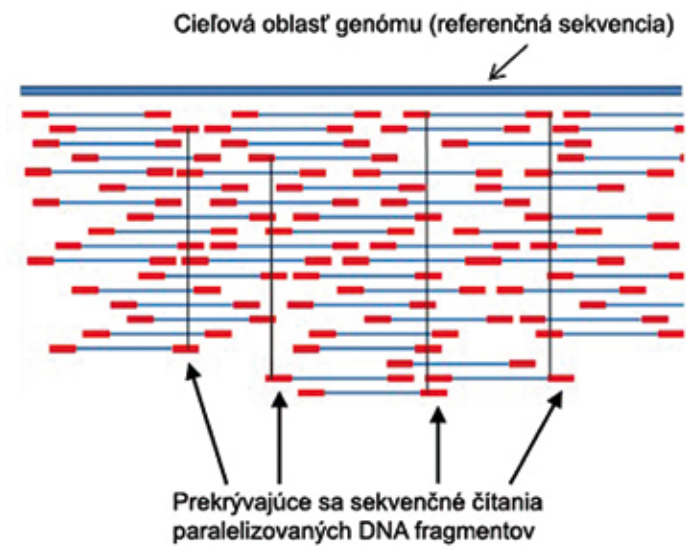 Cieľová oblasť genómu (referenčná sekvencia)
Prekrývajúce sa sekvenčné čítania
paralelizovaných DNA fragmentov